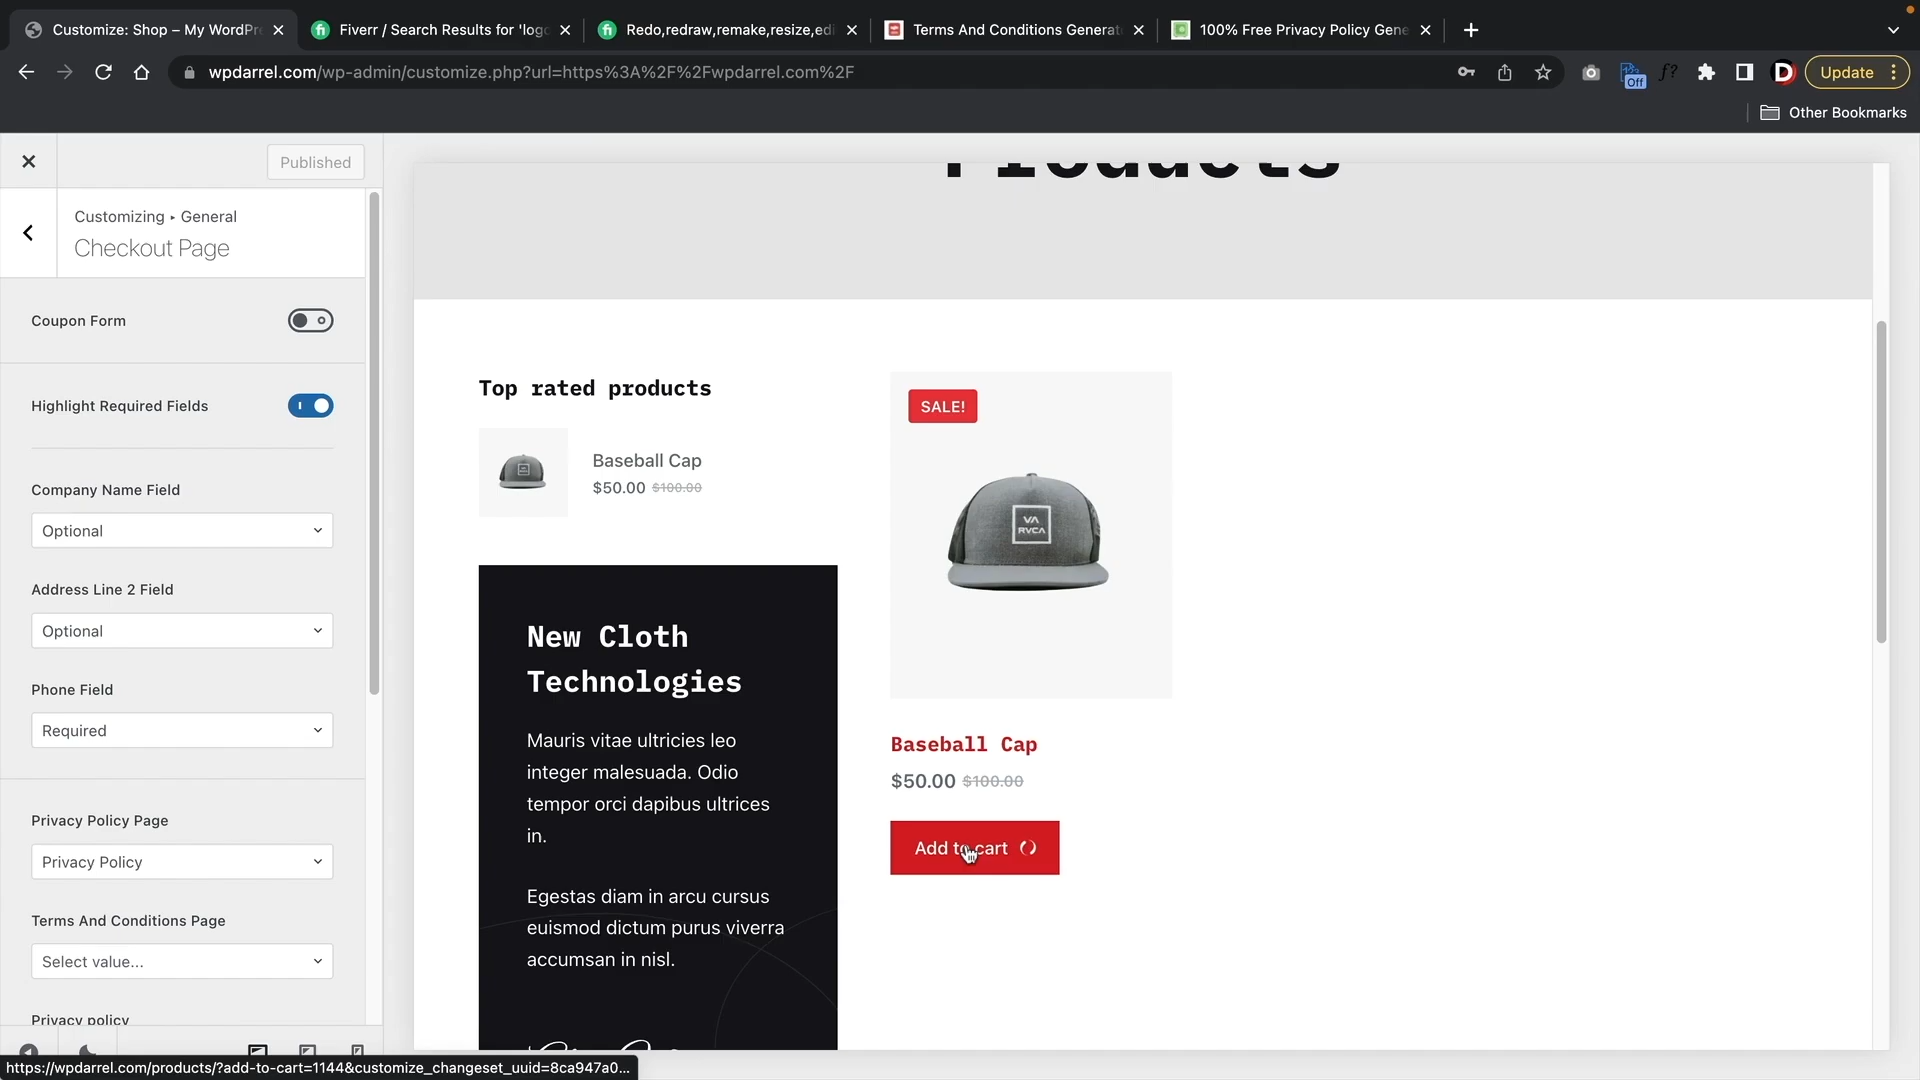 Customize: Shop – My WordPre
Fiverr / Search Results for 'logo
Redo,redraw,remake,resize,edi
Terms And Conditions Generat
100% Free Privacy Policy Gene
wpdarrel.com/wp-admin/customize.php?url=https%3A%2F%2Fwpdarrel.com%2F
Off
f?
D
Update
Other Bookmarks
Published
Customizing ▸ General
Checkout Page
Coupon Form
Highlight Required Fields
Company Name Field
Optional
Address Line 2 Field
Optional
Phone Field
Required
Privacy Policy Page
Privacy Policy
Terms And Conditions Page
Select value...
Privacy policy
https://wpdarrel.com/products/?add-to-cart=1144&customize_changeset_uuid=8ca947a0...
Products
Top rated products
Baseball Cap
$50.00 $100.00
New Cloth
Technologies
Mauris vitae ultricies leo
integer malesuada. Odio
tempor orci dapibus ultrices
in.
Egestas diam in arcu cursus
euismod dictum purus viverra
accumsan in nisl.
SALE!
VA
RVCA
Baseball Cap
$50.00 $100.00
Add to cart